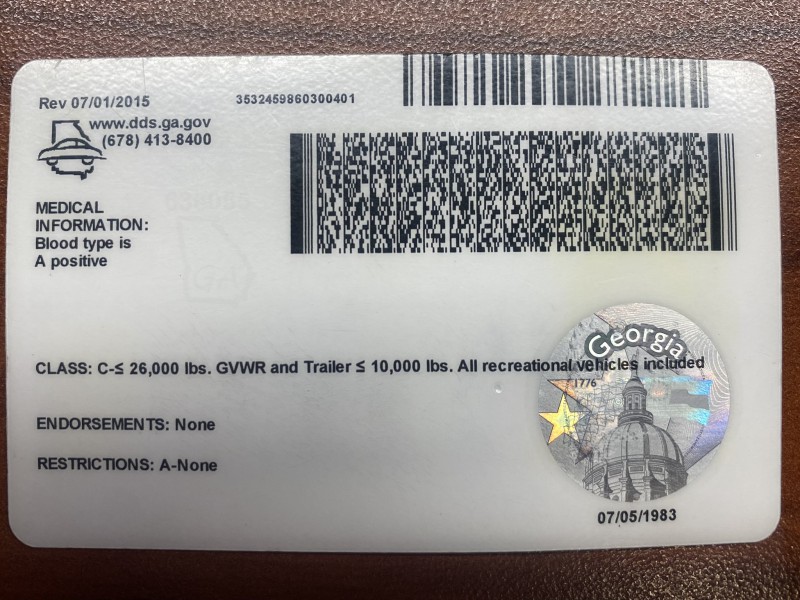 Rev 07/01/2015
3532459860300401
www.dds.ga.gov
(678) 413-8400
MEDICAL
INFORMATION:
Blood type is
A positive
CLASS: C-≤ 26,000 lbs. GVWR and Trailer ≤ 10,000 lbs. All recreational vehicles included
ENDORSEMENTS: None
RESTRICTIONS: A-None
Georgia
1776
07/05/1983